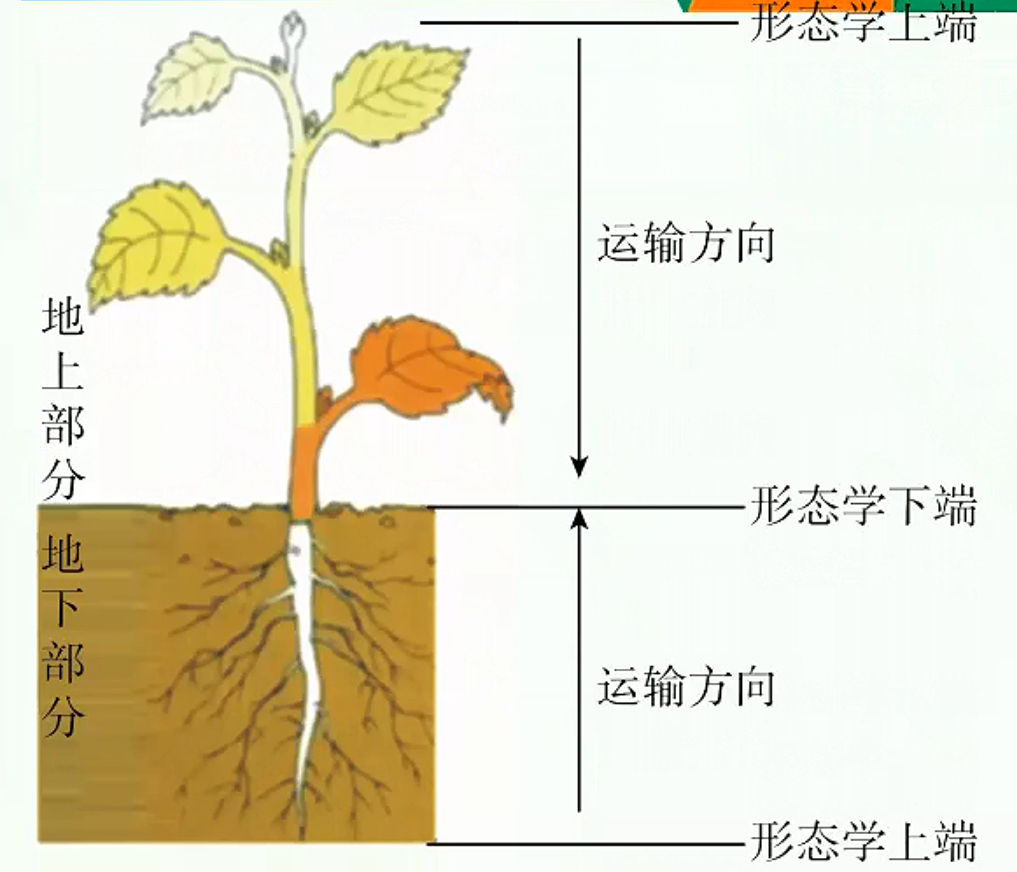 形态学上端
运输方向
地上部分
形态学下端
地下部分
运输方向
形态学上端